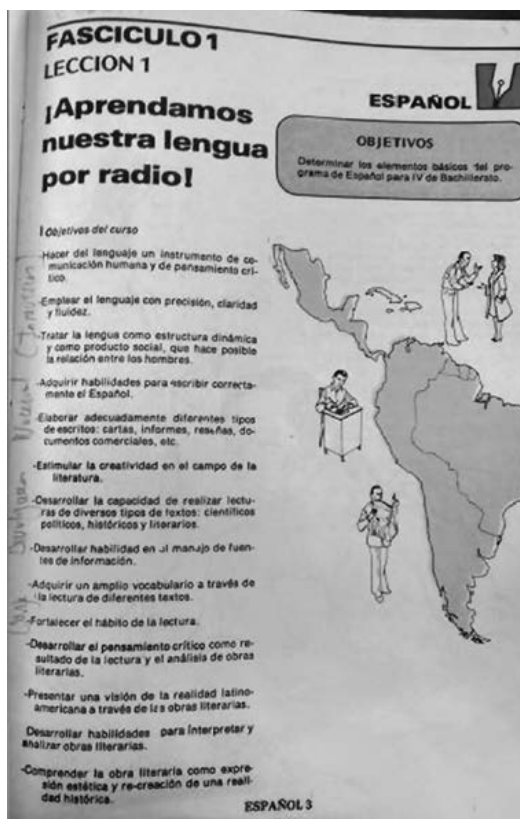 FASCICULO 1
LECCION 1
¡Aprendamos
nuestra lengua
por radio!
ESPAÑOL
OBJETIVOS
Determinar los elementos básicos del pro-
grama de Español para IV de Bachillerato.
Objetivos del curso
-Hacer del lenguaje un instrumento de co-
municación humana y de pensamiento crí-
tico.
-Emplear el lenguaje con precisión, claridad
y fluidez.
-Tratar la lengua como estructura dinámica
y como producto social, que hace posible
la relación entre los hombres.
-Adquirir habilidades para escribir correcta-
mente el Español.
-Elaborar adecuadamente diferentes tipos
de escritos: cartas, informes, reseñas, do-
cumentos comerciales, etc.
-Estimular la creatividad en el campo de la
literatura.
-Desarrollar la capacidad de realizar lectu-
ras de diversos tipos de textos: científicos
políticos, históricos y literarios.
-Desarrollar habilidad en el manejo de fuen-
tes de información.
-Adquirir un amplio vocabulario a través de
la lectura de diferentes textos.
-Fortalecer el hábito de la lectura.
-Desarrollar el pensamiento crítico como re-
sultado de la lectura y el análisis de obras
literarias.
-Presentar una visión de la realidad latino-
americana a través de las obras literarias.
Desarrollar habilidades para interpretar y
analizar obras literarias.
-Comprender la obra literaria como expre-
sión estética y re-creación de una reali-
dad histórica.
ESPAÑOL 3